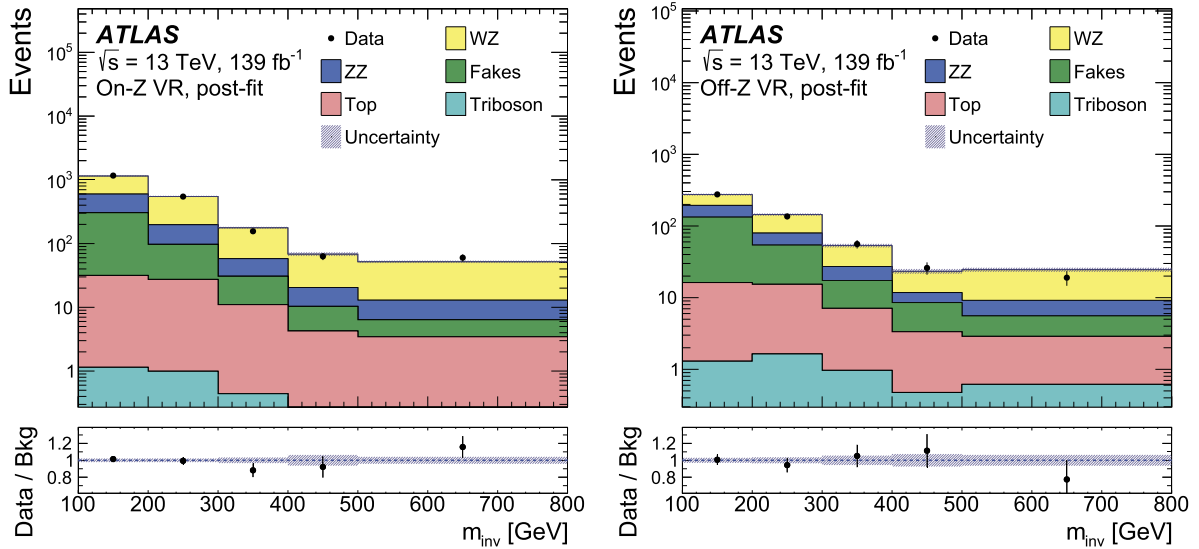 Events
10⁵
10⁴
10³
10²
10
1
ATLAS
√s = 13 TeV, 139 fb⁻¹
On-Z VR, post-fit
Data
WZ
ZZ
Fakes
Top
Triboson
Uncertainty
Data / Bkg
1.2
1
0.8
100 200 300 400 500 600 700 800
m_inv [GeV]
Events
10⁵
10⁴
10³
10²
10
1
ATLAS
√s = 13 TeV, 139 fb⁻¹
Off-Z VR, post-fit
Data
WZ
ZZ
Fakes
Top
Triboson
Uncertainty
Data / Bkg
1.2
1
0.8
100 200 300 400 500 600 700 800
m_inv [GeV]